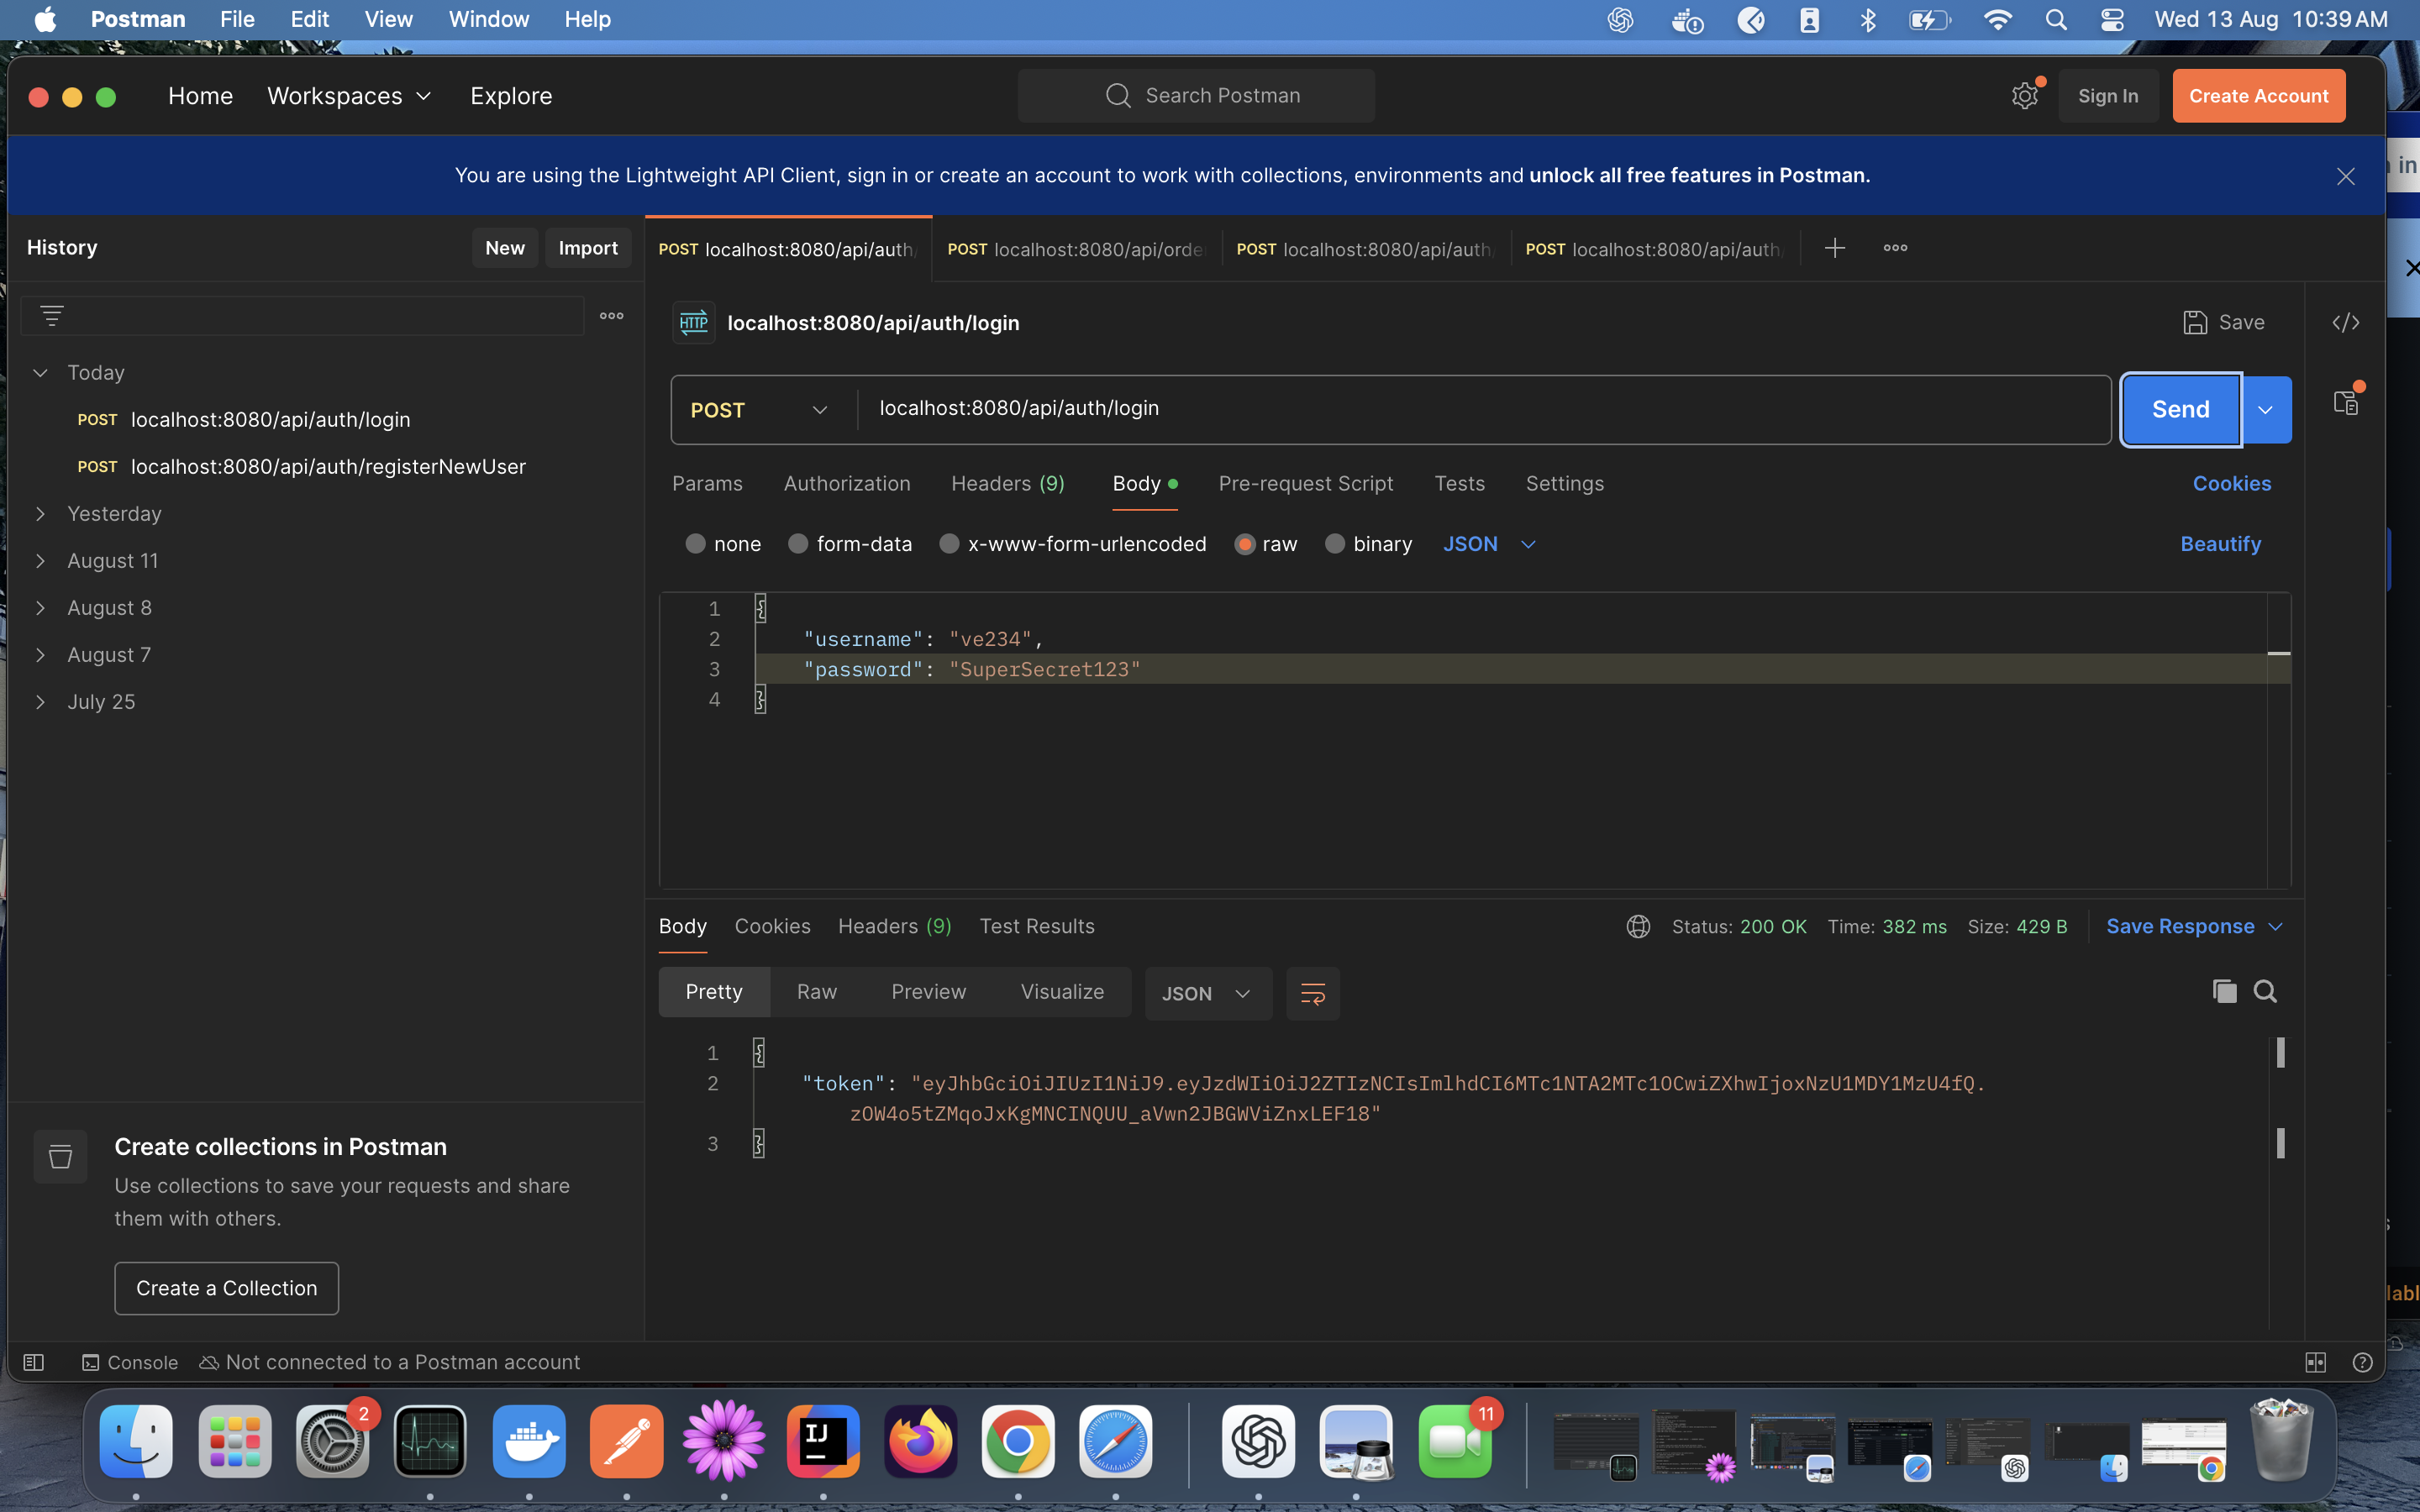 Postman File Edit View Window Help Wed 13 Aug 10:39 AM
Home Workspaces Explore Search Postman Sign In Create Account
You are using the Lightweight API Client, sign in or create an account to work with collections, environments and unlock all free features in Postman.
in
History New Import
POST localhost:8080/api/auth/ POST localhost:8080/api/orde POST localhost:8080/api/auth/ POST localhost:8080/api/auth/
HTTP localhost:8080/api/auth/login Save
Today
POST localhost:8080/api/auth/login
POST localhost:8080/api/auth/registerNewUser
Yesterday
August 11
August 8
August 7
July 25
POST localhost:8080/api/auth/login Send
Params Authorization Headers (9) Body Pre-request Script Tests Settings Cookies
none form-data x-www-form-urlencoded raw binary JSON Beautify
1 {
2 "username": "ve234",
3 "password": "SuperSecret123"
4 }
Body Cookies Headers (9) Test Results Status: 200 OK Time: 382 ms Size: 429 B Save Response
Pretty Raw Preview Visualize JSON
1 {
2 "token": "eyJhbGciOiJIUzI1NiJ9.eyJzdWIiOiJ2ZTIzNCIsImlhdCI6MTc1NTA2MTc1OCwiZXhwIjoxNzU1MDY1MzU4fQ.
zOW4o5tZMqoJxKgMNCINQUU_aVwn2JBGWViZnxLEF18"
3 }
Create collections in Postman
Use collections to save your requests and share
them with others.
Create a Collection
labl
Console Not connected to a Postman account
2
IJ
11